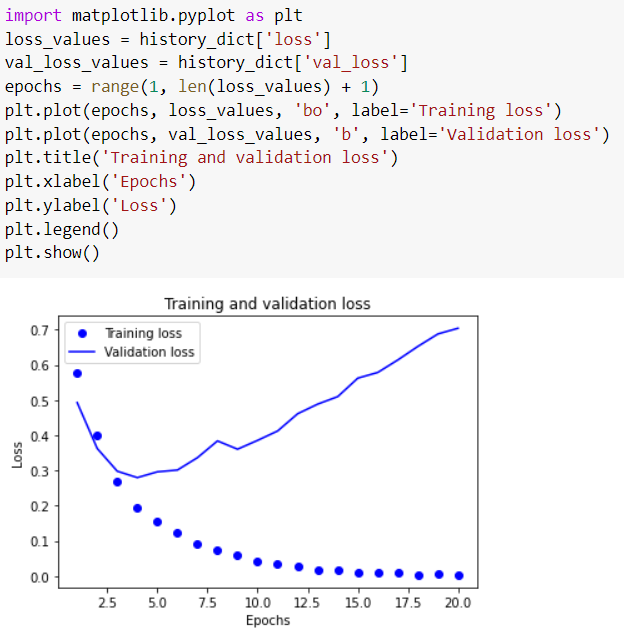 import matplotlib.pyplot as plt
loss_values = history_dict['loss']
val_loss_values = history_dict['val_loss']
epochs = range(1, len(loss_values) + 1)
plt.plot(epochs, loss_values, 'bo', label='Training loss')
plt.plot(epochs, val_loss_values, 'b', label='Validation loss')
plt.title('Training and validation loss')
plt.xlabel('Epochs')
plt.ylabel('Loss')
plt.legend()
plt.show()
Training and validation loss
Training loss
Validation loss
0.7
0.6
0.5
0.4
0.3
0.2
0.1
0.0
Loss
2.5 5.0 7.5 10.0 12.5 15.0 17.5 20.0
Epochs